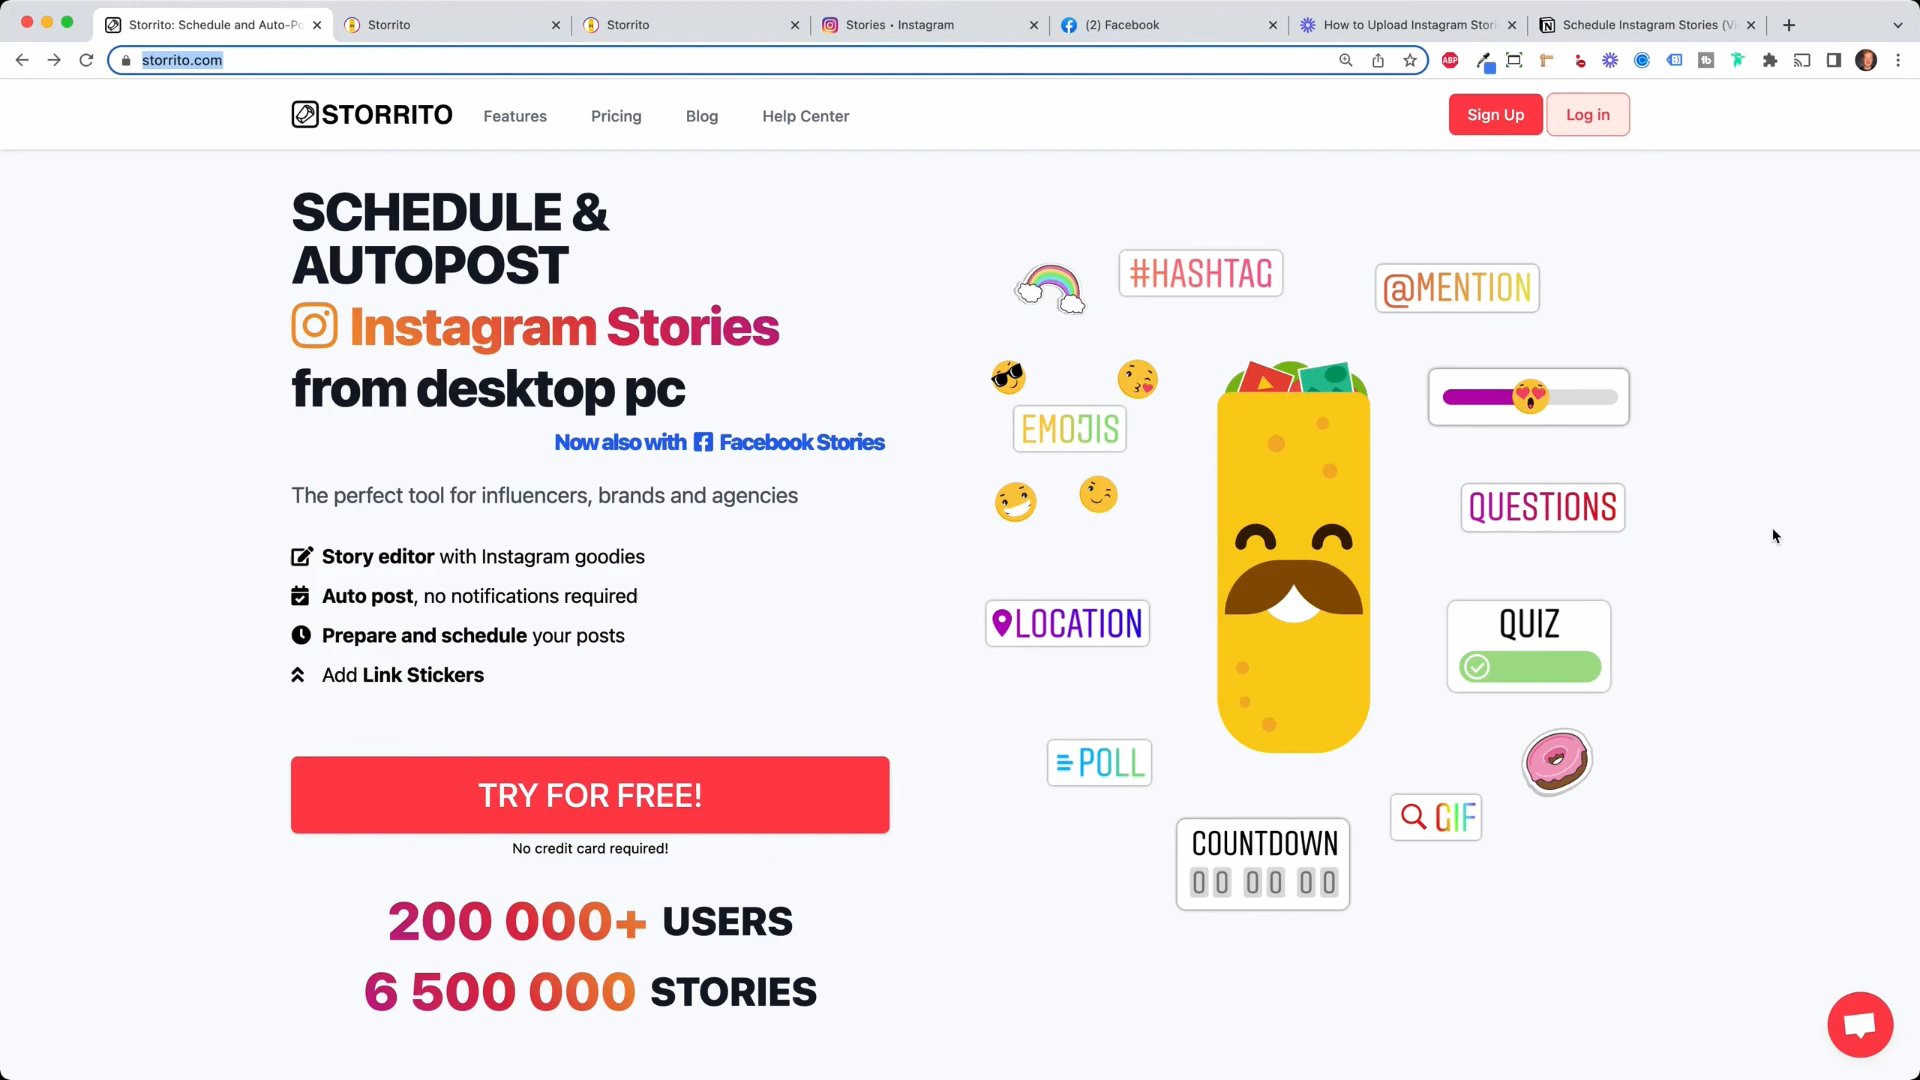 Storrito: Schedule and Auto-Po
Storrito
Storrito
Stories • Instagram
(2) Facebook
How to Upload Instagram Stori
Schedule Instagram Stories (Vi
storrito.com
ABP
tb
STORRITO
Features
Pricing
Blog
Help Center
Sign Up
Log in
SCHEDULE &
AUTOPOST
Instagram Stories
from desktop pc
Now also with Facebook Stories
The perfect tool for influencers, brands and agencies
Story editor with Instagram goodies
Auto post, no notifications required
Prepare and schedule your posts
Add Link Stickers
TRY FOR FREE!
No credit card required!
200 000+ USERS
6 500 000 STORIES
#HASHTAG
@MENTION
EMOJIS
QUESTIONS
LOCATION
QUIZ
POLL
GIF
COUNTDOWN
00 00 00